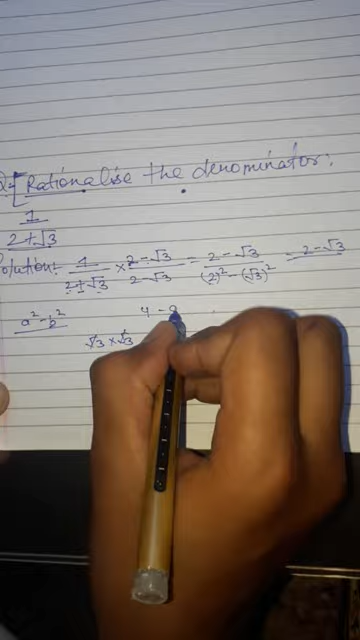 Q:- Rationalise the denominator:
1
2+√3
Solution:- 1/2+√3 × 2-√3/2-√3 = 2-√3/(2)²-(√3)² = 2-√3
a²-b²
4 -
√3 × √3